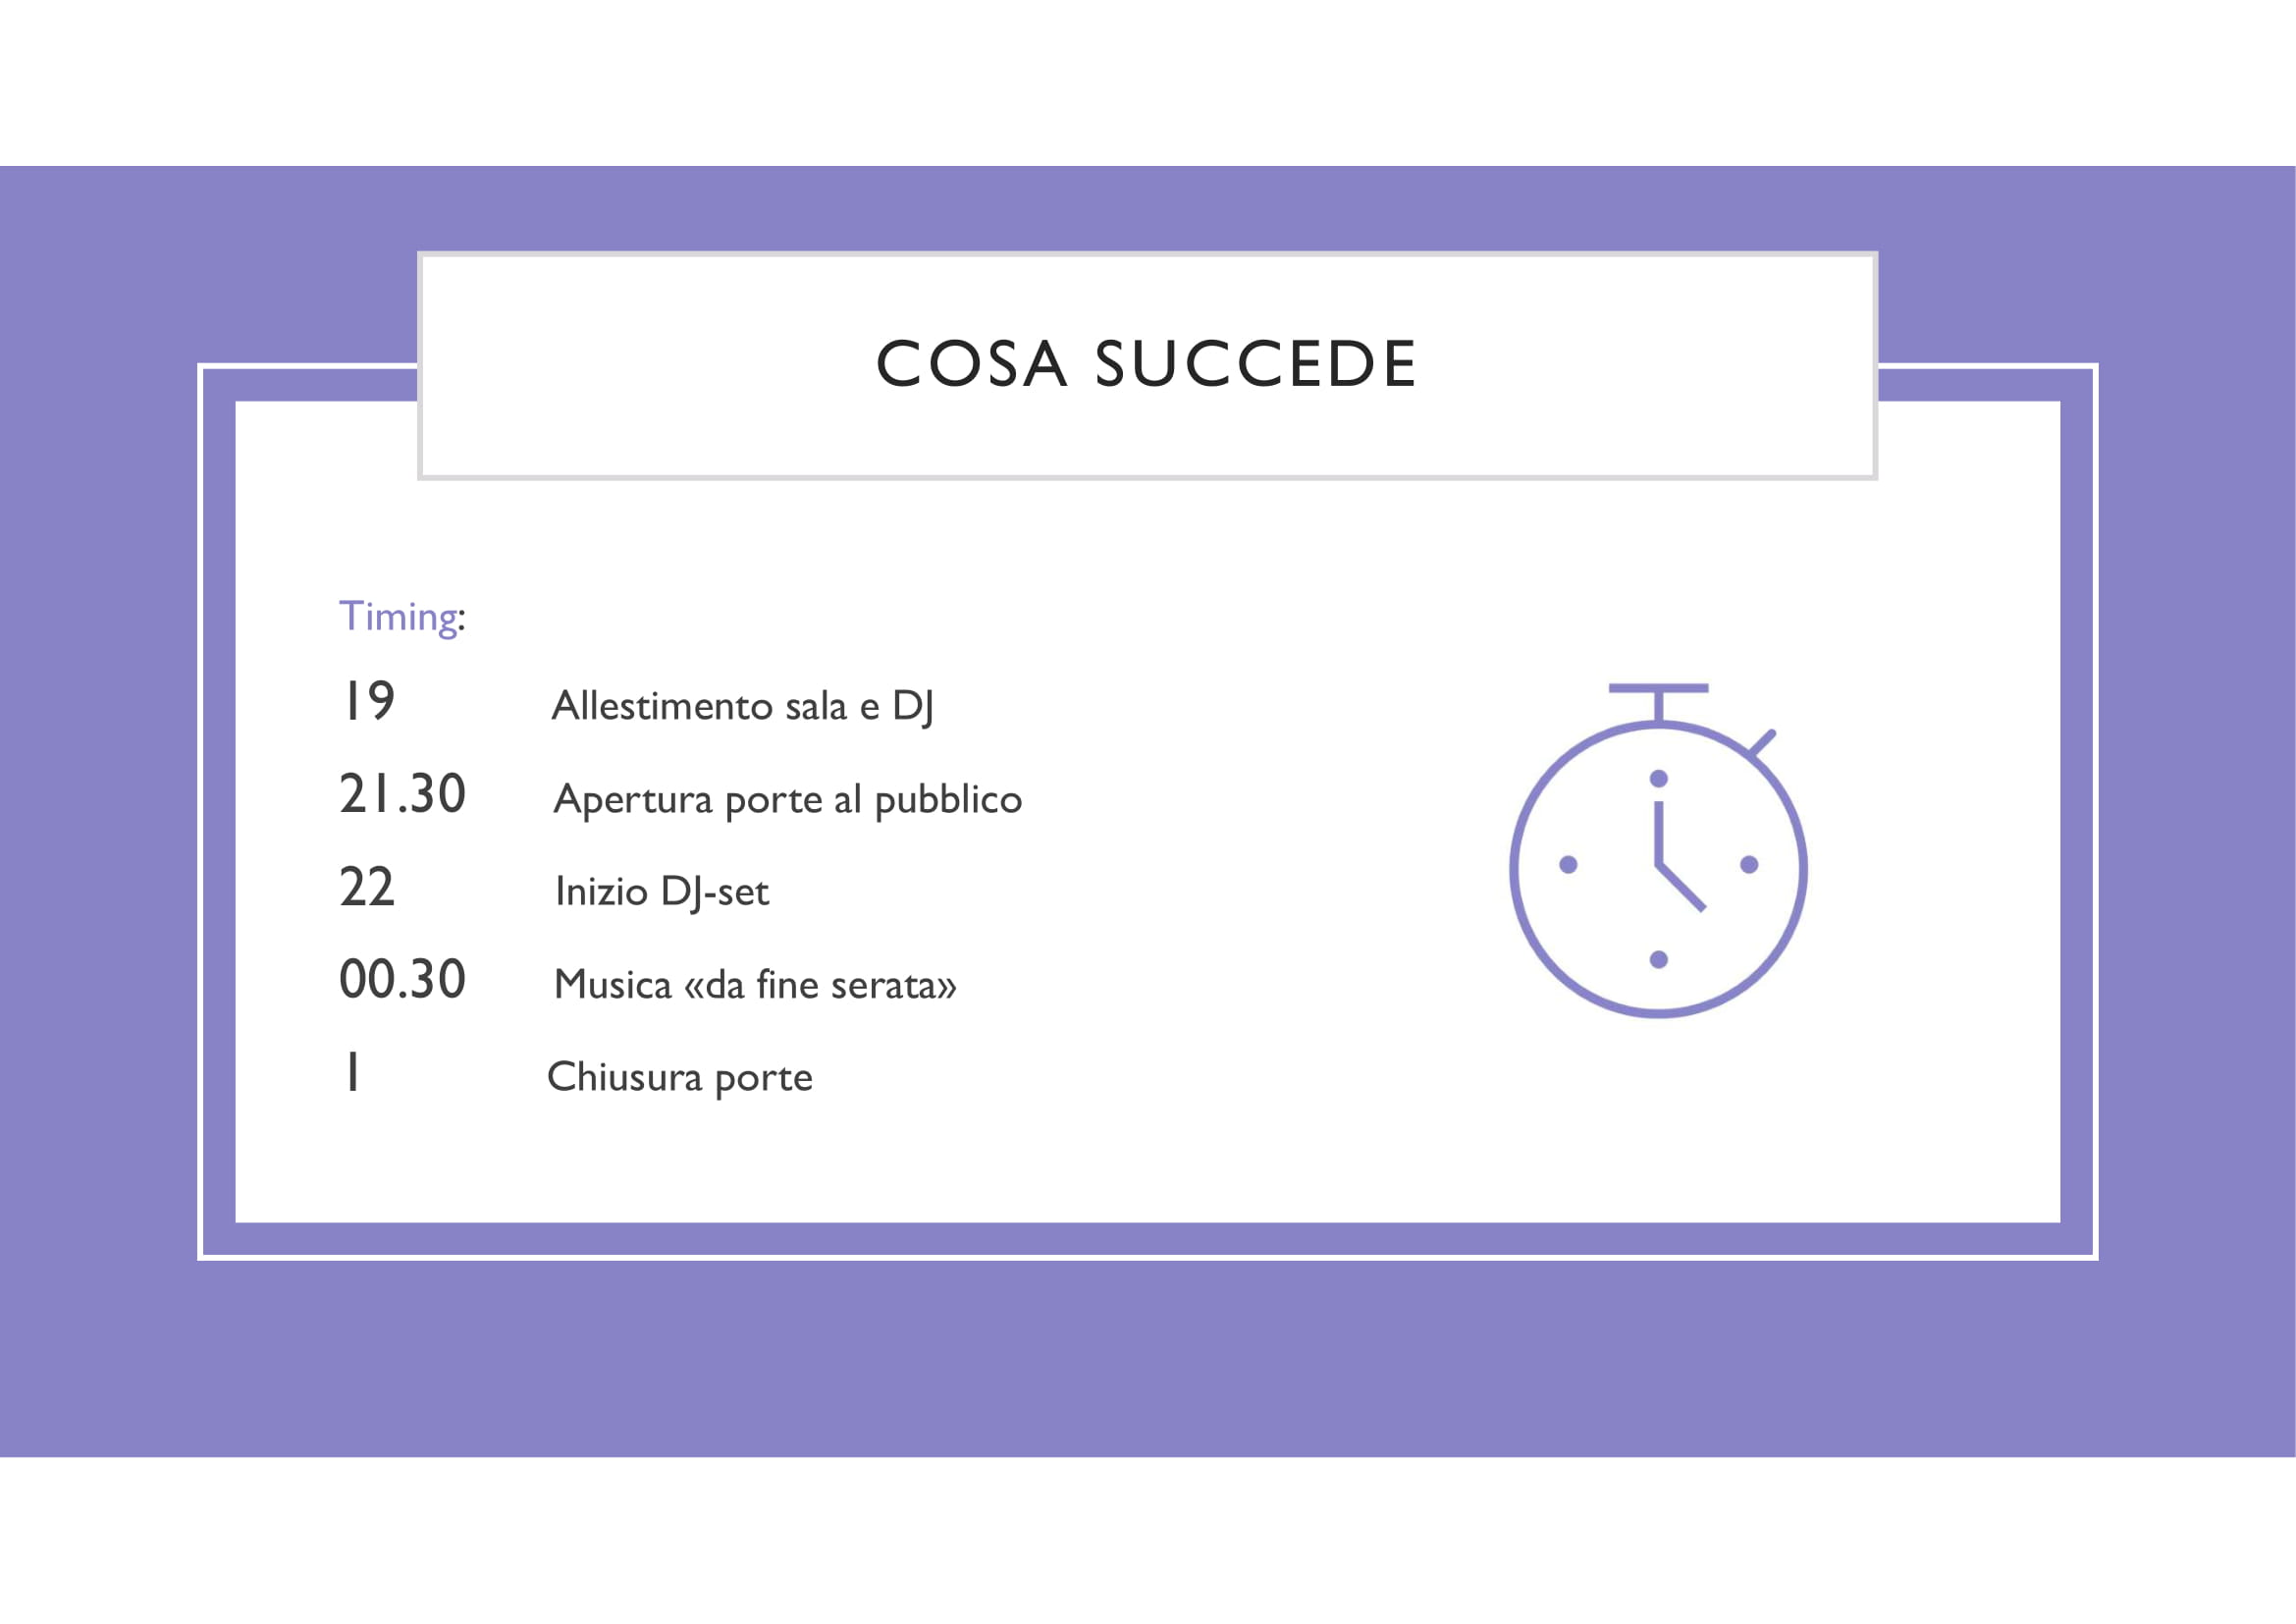 COSA SUCCEDE
Timing:
19 Allestimento sala e DJ
21.30 Apertura porte al pubblico
22 Inizio DJ-set
00.30 Musica «da fine serata»
1 Chiusura porte